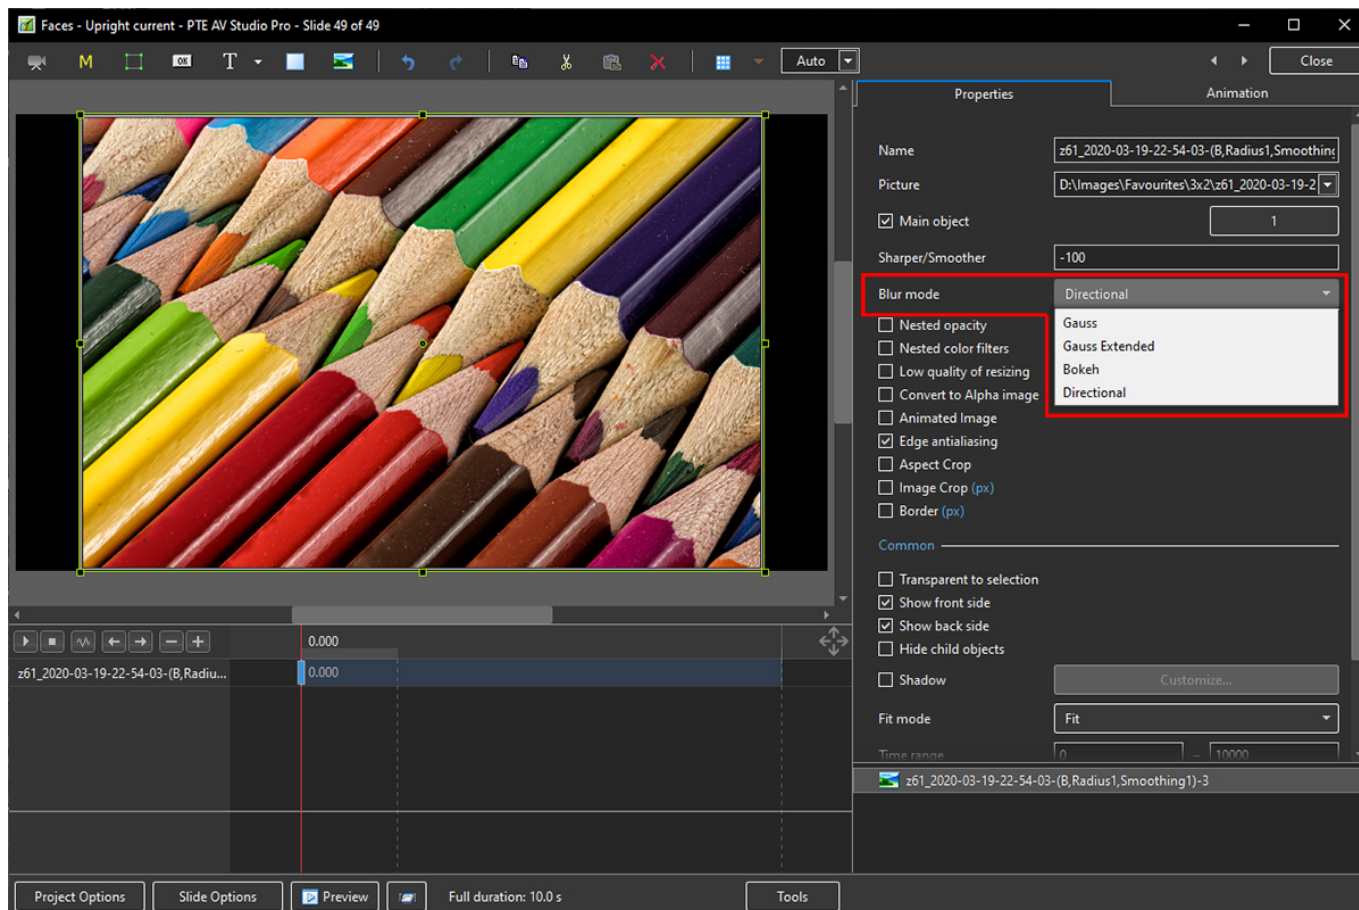 Faces - Upright current - PTE AV Studio Pro - Slide 49 of 49
M OK T Auto Close
Properties Animation
Name z61_2020-03-19-22-54-03-(B,Radius1,Smoothing
Picture D:\Images\Favourites\3x2\z61_2020-03-19-2
Main object 1
Sharper/Smoother -100
Blur mode Directional
Gauss
Gauss Extended
Bokeh
Directional
Nested opacity
Nested color filters
Low quality of resizing
Convert to Alpha image
Animated Image
Edge antialiasing
Aspect Crop
Image Crop (px)
Border (px)
Common
Transparent to selection
Show front side
Show back side
Hide child objects
Shadow Customize...
Fit mode Fit
Time range 0 – 10000
z61_2020-03-19-22-54-03-(B,Radius1,Smoothing1)-3
0.000
z61_2020-03-19-22-54-03-(B,Radiu... 0.000
Project Options Slide Options Preview Full duration: 10.0 s Tools